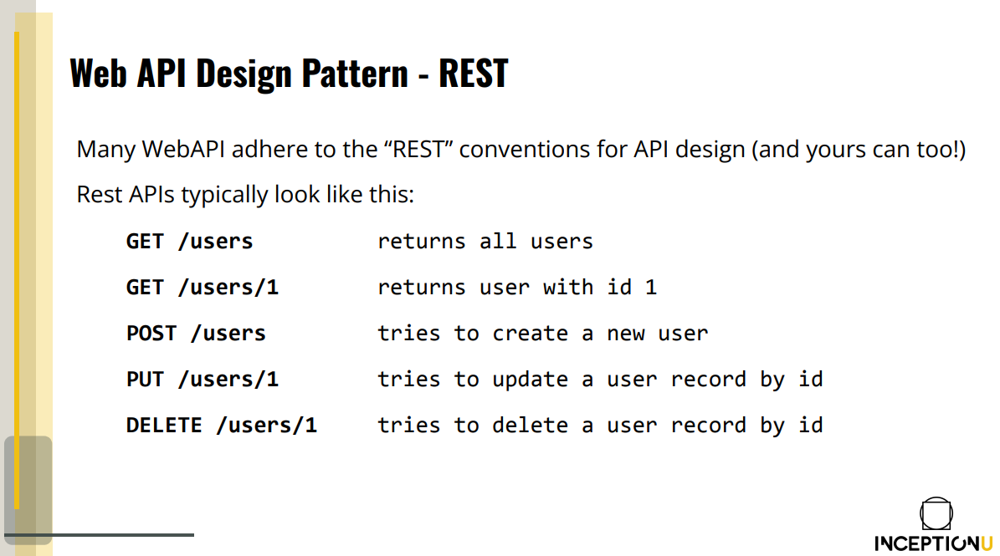 Web API Design Pattern - REST
Many WebAPI adhere to the “REST” conventions for API design (and yours can too!)
Rest APIs typically look like this:
GET /users returns all users
GET /users/1 returns user with id 1
POST /users tries to create a new user
PUT /users/1 tries to update a user record by id
DELETE /users/1 tries to delete a user record by id
INCEPTIONU